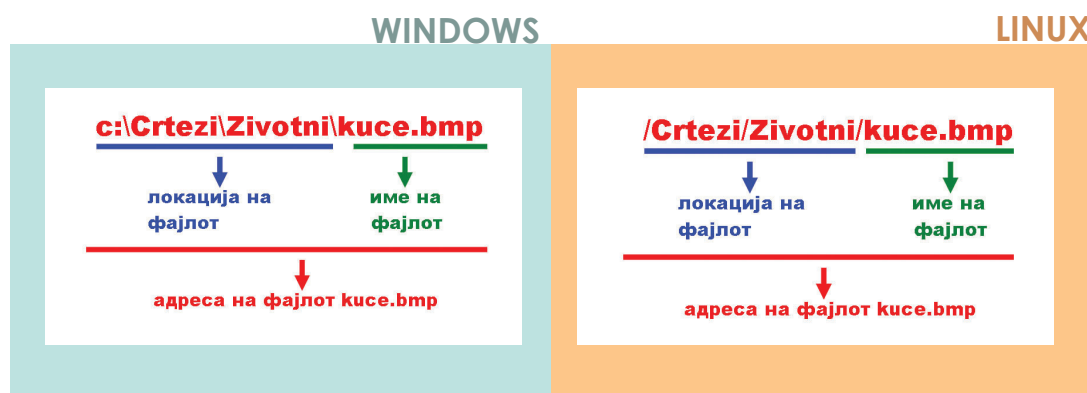 WINDOWS
c:\Crtezi\Zivotni\kuce.bmp
локација на
фајлот
име на
фајлот
адреса на фајлот kuce.bmp
LINUX
/Crtezi/Zivotni/kuce.bmp
локација на
фајлот
име на
фајлот
адреса на фајлот kuce.bmp